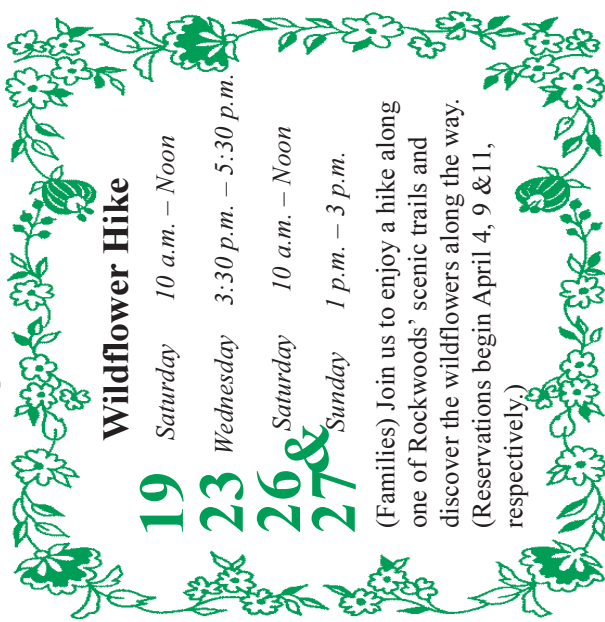 Wildflower Hike
19 Saturday 10 a.m. – Noon
23 Wednesday 3:30 p.m. – 5:30 p.m.
26 Saturday 10 a.m. – Noon
& 27 Sunday 1 p.m. – 3 p.m.
(Families) Join us to enjoy a hike along
one of Rockwoods’ scenic trails and
discover the wildflowers along the way.
(Reservations begin April 4, 9 &11,
respectively.)